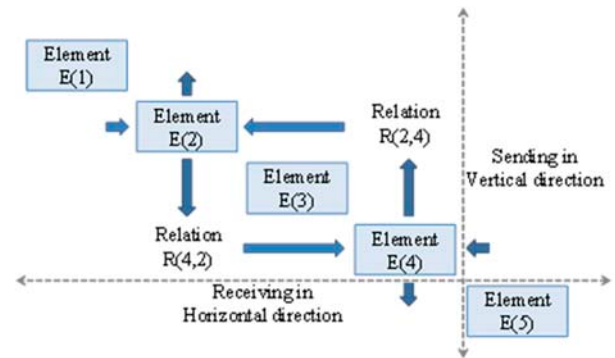 Element
E(1)
Element
E(2)
Relation
R(2,4)
Sending in
Vertical direction
Element
E(3)
Relation
R(4,2)
Element
E(4)
Receiving in
Horizontal direction
Element
E(5)